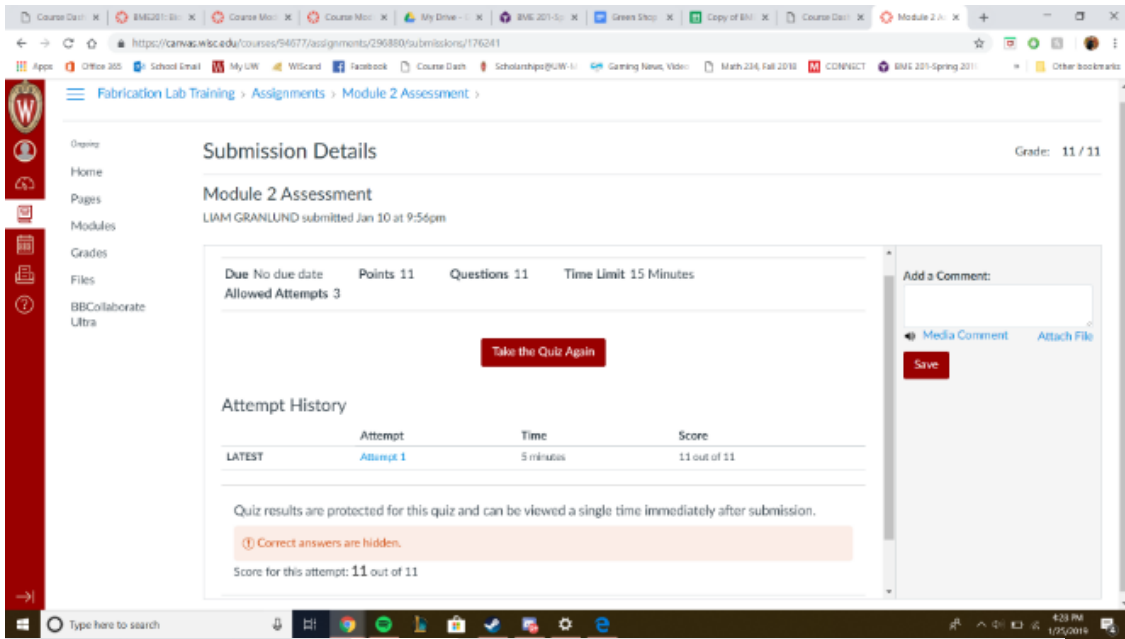 Course Dash
BME201: Bio
Course Mod
Course Mod
My Drive -
BME 201-Sp
Green Shop
Copy of BM
Course Dash
Module 2 A
https://canvas.wisc.edu/courses/94677/assignments/296880/submissions/176241
Apps Office 365 School Email My UW WiScard Facebook Course Dash Scholarships@UW-M Gaming News, Video Math 234, Fall 2018 CONNECT BME 201-Spring 201 » Other bookmarks
Fabrication Lab Training › Assignments › Module 2 Assessment ›
Ongoing
Home
Pages
Modules
Grades
Files
BBCollaborate
Ultra
Submission Details
Grade: 11 / 11
Module 2 Assessment
LIAM GRANLUND submitted Jan 10 at 9:56pm
Due No due date Points 11 Questions 11 Time Limit 15 Minutes
Allowed Attempts 3
Take the Quiz Again
Attempt History
Attempt Time Score
LATEST Attempt 1 5 minutes 11 out of 11
Quiz results are protected for this quiz and can be viewed a single time immediately after submission.
Correct answers are hidden.
Score for this attempt: 11 out of 11
Add a Comment:
Media Comment Attach File
Save
Type here to search
4:23 PM
1/25/2019